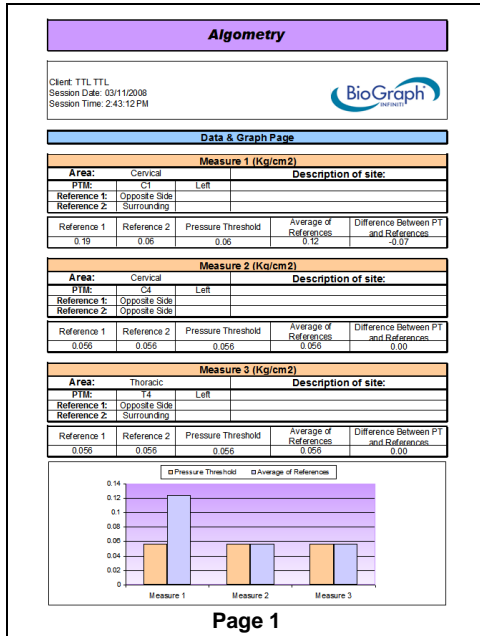 Algometry
Client: TTL TTL
Session Date: 03/11/2008
Session Time: 2:43:12 PM
BioGraph
INFINITI
Data & Graph Page
Measure 1 (Kg/cm2)
Area: Cervical Description of site:
PTM: C1 Left
Reference 1: Opposite Side
Reference 2: Surrounding
Reference 1 Reference 2 Pressure Threshold Average of References Difference Between PT and References
0.19 0.06 0.06 0.12 -0.07
Measure 2 (Kg/cm2)
Area: Cervical Description of site:
PTM: C4 Left
Reference 1: Opposite Side
Reference 2: Opposite Side
Reference 1 Reference 2 Pressure Threshold Average of References Difference Between PT and References
0.056 0.056 0.056 0.056 0.00
Measure 3 (Kg/cm2)
Area: Thoracic Description of site:
PTM: T4 Left
Reference 1: Opposite Side
Reference 2: Surrounding
Reference 1 Reference 2 Pressure Threshold Average of References Difference Between PT and References
0.056 0.056 0.056 0.056 0.00
Pressure Threshold Average of References
0.14
0.12
0.1
0.08
0.06
0.04
0.02
0
Measure 1 Measure 2 Measure 3
Page 1